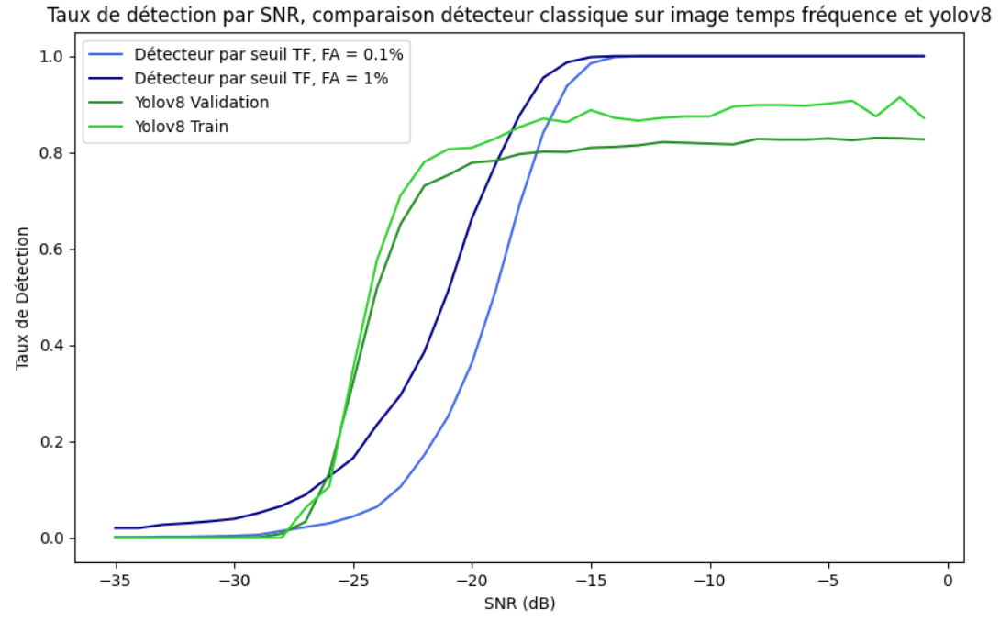 Taux de détection par SNR, comparaison détecteur classique sur image temps fréquence et yolov8
Détecteur par seuil TF, FA = 0.1%
Détecteur par seuil TF, FA = 1%
Yolov8 Validation
Yolov8 Train
Taux de Détection
1.0
0.8
0.6
0.4
0.2
0.0
−35
−30
−25
−20
−15
−10
−5
0
SNR (dB)